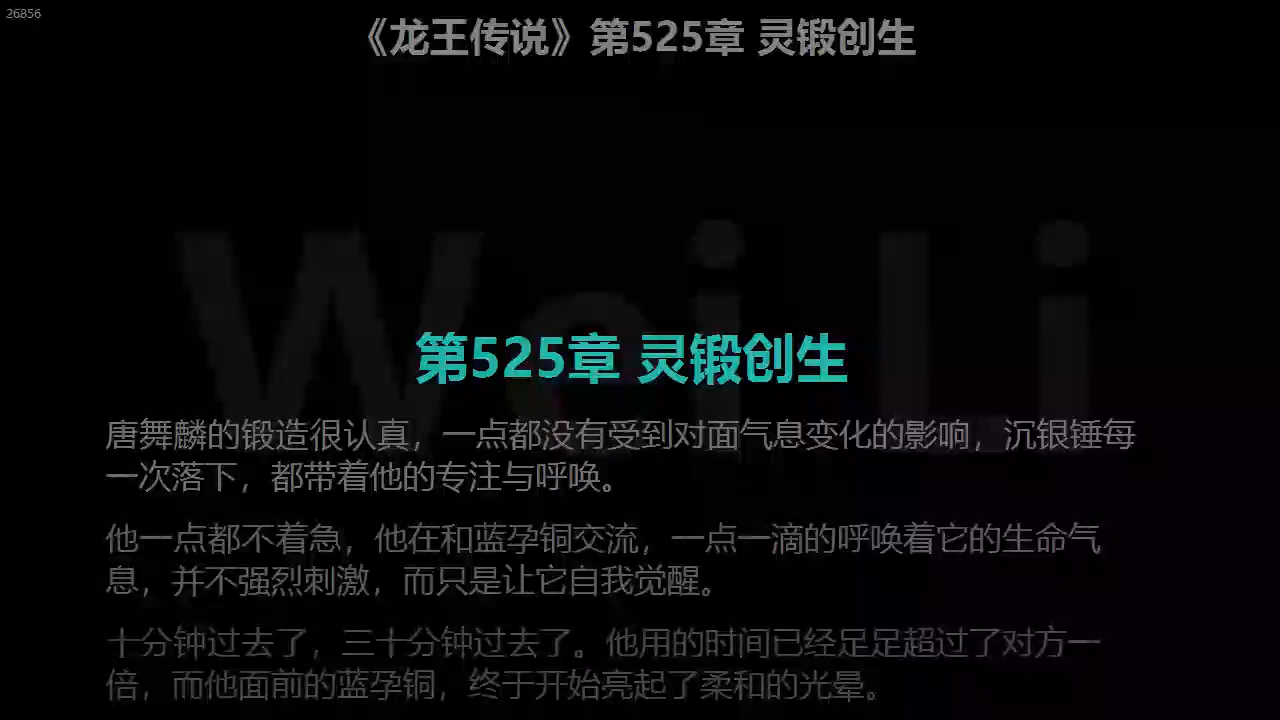 26856
《龙王传说》第525章 灵锻创生
Wei Li
第525章 灵锻创生
唐舞麟的锻造很认真，一点都没有受到对面气息变化的影响，沉银锤每
一次落下，都带着他的专注与呼唤。
他一点都不着急，他在和蓝孕铜交流，一点一滴的呼唤着它的生命气
息，并不强烈刺激，而只是让它自我觉醒。
十分钟过去了，三十分钟过去了。他用的时间已经足足超过了对方一
倍，而他面前的蓝孕铜，终于开始亮起了柔和的光晕。